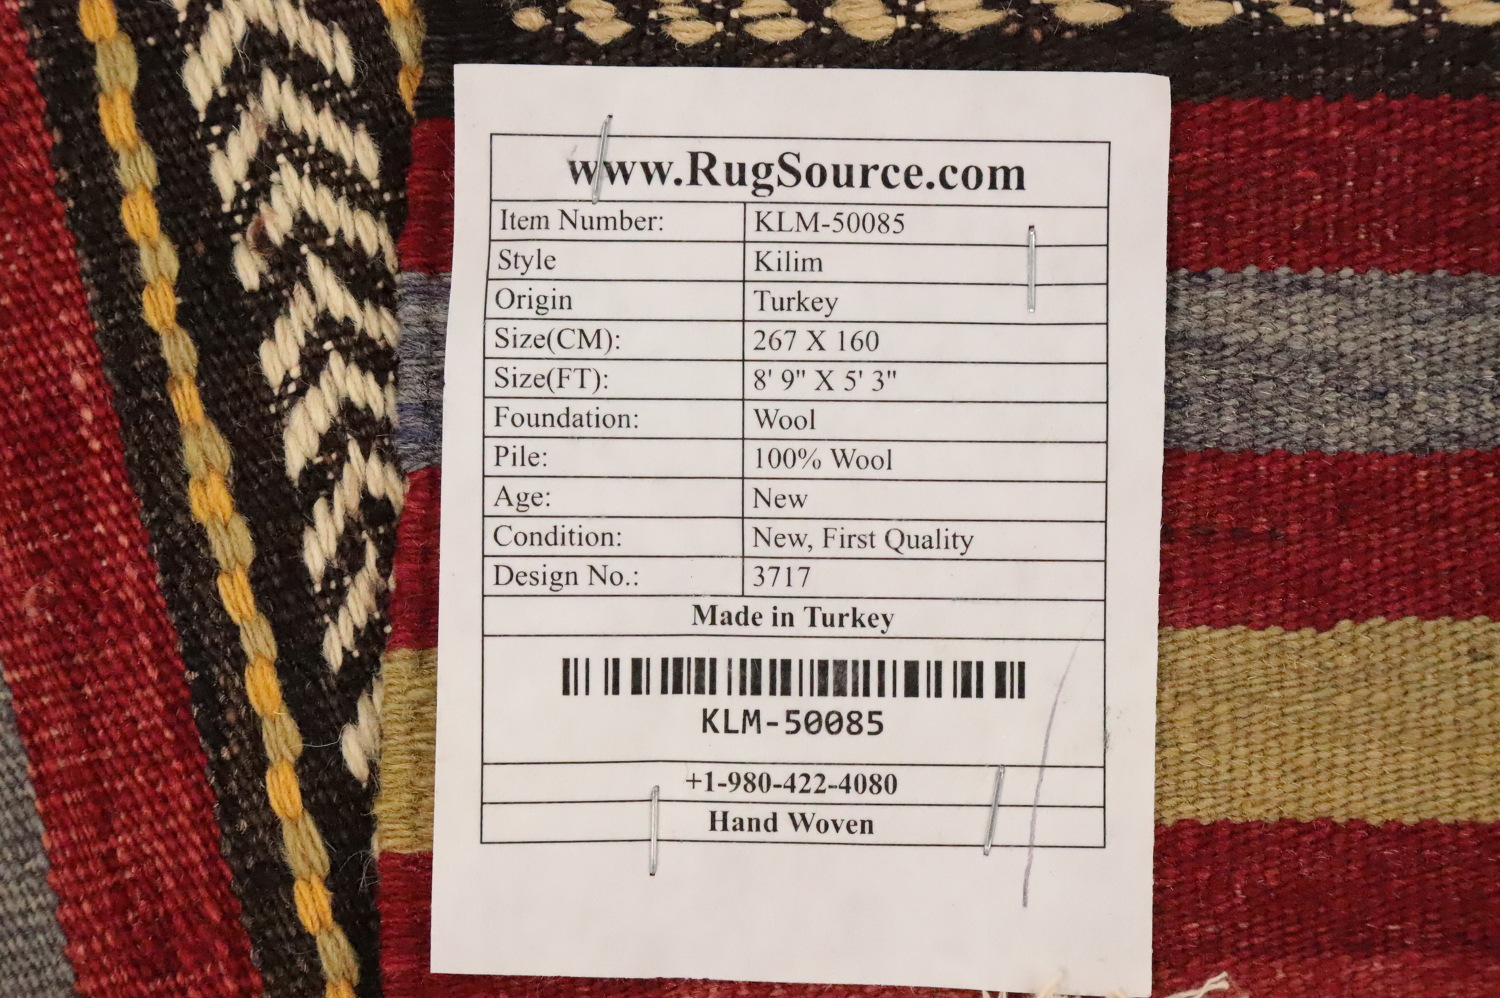 www.RugSource.com
Item Number: KLM-50085
Style Kilim
Origin Turkey
Size(CM): 267 X 160
Size(FT): 8' 9" X 5' 3"
Foundation: Wool
Pile: 100% Wool
Age: New
Condition: New, First Quality
Design No.: 3717
Made in Turkey
KLM-50085
+1-980-422-4080
Hand Woven